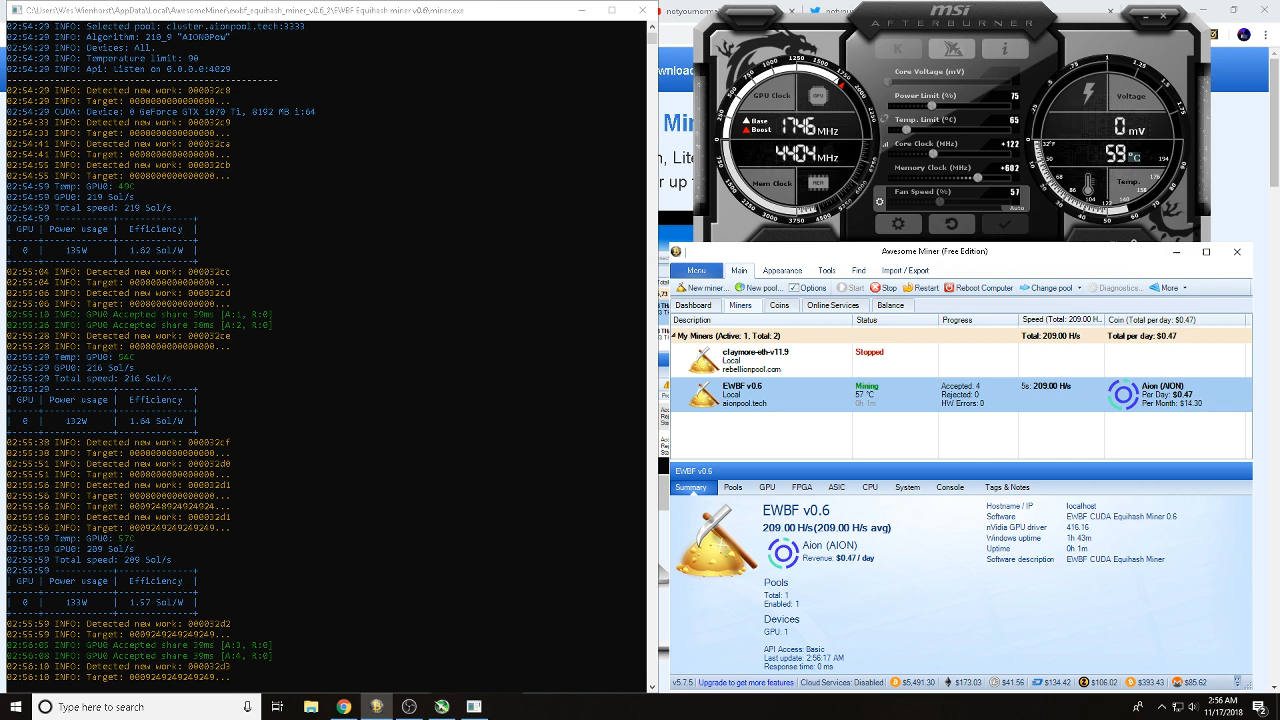 C:\Users\Wes Wienhorst\AppData\Local\AwesomeMiner\ewbf_equihash_miner_v0.6_2\EWBF Equihash miner v0.6\miner.exe
02:54:29 INFO: Selected pool: cluster.aionpool.tech:3333
02:54:29 INFO: Algorithm: 210_9 "AION0PoW"
02:54:29 INFO: Devices: All.
02:54:29 INFO: Temperature limit: 90
02:54:29 INFO: Api: Listen on 0.0.0.0:4029
02:54:29 INFO: Detected new work: 000032c8
02:54:29 INFO: Target: 0000000000000000...
02:54:29 CUDA: Device: 0 GeForce GTX 1070 Ti, 8192 MB i:64
02:54:33 INFO: Detected new work: 000032c9
02:54:33 INFO: Target: 0000000000000000...
02:54:41 INFO: Detected new work: 000032ca
02:54:41 INFO: Target: 0008000000000000...
02:54:55 INFO: Detected new work: 000032cb
02:54:55 INFO: Target: 0008000000000000...
02:54:59 Temp: GPU0: 49C
02:54:59 GPU0: 219 Sol/s
02:54:59 Total speed: 219 Sol/s
02:54:59
| GPU | Power usage | Efficiency |
| 0 | 135W | 1.62 Sol/W |
02:55:04 INFO: Detected new work: 000032cc
02:55:04 INFO: Target: 0008000000000000...
02:55:06 INFO: Detected new work: 000032cd
02:55:06 INFO: Target: 0008000000000000...
02:55:10 INFO: GPU0 Accepted share 39ms [A:1, R:0]
02:55:26 INFO: GPU0 Accepted share 39ms [A:2, R:0]
02:55:28 INFO: Detected new work: 000032ce
02:55:28 INFO: Target: 0008000000000000...
02:55:29 Temp: GPU0: 54C
02:55:29 GPU0: 216 Sol/s
02:55:29 Total speed: 216 Sol/s
02:55:29
| GPU | Power usage | Efficiency |
| 0 | 132W | 1.64 Sol/W |
02:55:38 INFO: Detected new work: 000032cf
02:55:38 INFO: Target: 0008000000000000...
02:55:51 INFO: Detected new work: 000032d0
02:55:51 INFO: Target: 0008000000000000...
02:55:56 INFO: Detected new work: 000032d1
02:55:56 INFO: Target: 0008000000000000...
02:55:56 INFO: Target: 0009248924924924...
02:55:56 INFO: Detected new work: 000032d1
02:55:56 INFO: Target: 0009249249249249...
02:55:59 Temp: GPU0: 57C
02:55:59 GPU0: 209 Sol/s
02:55:59 Total speed: 209 Sol/s
02:55:59
| GPU | Power usage | Efficiency |
| 0 | 133W | 1.57 Sol/W |
02:55:59 INFO: Detected new work: 000032d2
02:55:59 INFO: Target: 0009249249249249...
02:56:05 INFO: GPU0 Accepted share 39ms [A:3, R:0]
02:56:08 INFO: GPU0 Accepted share 39ms [A:4, R:0]
02:56:10 INFO: Detected new work: 000032d3
02:56:10 INFO: Target: 0009249249249249...
msi
AFTERBURNER
K
i
GPU Clock
GPU
Base
Boost
1746 MHz
4404 MHz
Mem Clock
MEM
Core Voltage (mV)
Power Limit (%) 75
Temp. Limit (°C) 65
Core Clock (MHz) +122
Memory Clock (MHz) +602
Fan Speed (%) 57
Auto
Voltage
0 mV
59 °C
Temp.
Twitter
Awesome Miner (Free Edition)
Menu Main Appearance Tools Find Import / Export
New miner... New pool... Options Start Stop Restart Reboot Computer Change pool Diagnostics... More
Dashboard Miners Coins Online Services Balance
Description Status Progress Speed (Total: 209.00 H... Coin (Total per day: $0.47)
My Miners (Active: 1, Total: 2) Total: 209.00 H/s Total per day: $0.47
claymore-eth-v11.9 Stopped
Local
rebellionpool.com
EWBF v0.6 Mining Accepted: 4 5s: 209.00 H/s Aion (AION)
Local 57 °C Rejected: 0 Per Day: $0.47
aionpool.tech 0h 1m HW Errors: 0 Per Month: $14.30
EWBF v0.6
Summary Pools GPU FPGA ASIC CPU System Console Tags & Notes
EWBF v0.6
209.00 H/s(209.00 H/s avg)
Aion (AION)
Revenue: $0.47 / day
Pools
Total: 1
Enabled: 1
Devices
GPU: 1
API Access: Basic
Last update: 2:56:17 AM
Response time: 0 ms
Hostname / IP localhost
Software EWBF CUDA Equihash Miner 0.6
nVidia GPU driver 416.16
Windows uptime 1h 43m
Uptime 0h 1m
Software description EWBF CUDA Equihash Miner
v5.7.5 Upgrade to get more features Cloud Services: Disabled $5,491.30 $173.03 $41.56 $134.42 $106.02 $393.43 $85.62
Type here to search
2:56 AM
11/17/2018
2